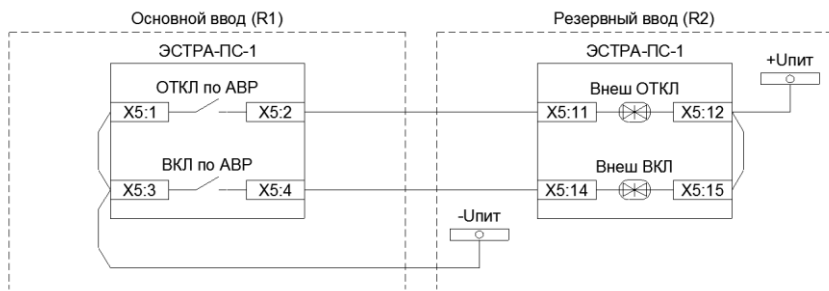 Основной ввод (R1)
Резервный ввод (R2)
ЭСТРА-ПС-1
ЭСТРА-ПС-1
+Uпит
ОТКЛ по АВР
Внеш ОТКЛ
X5:1
X5:2
X5:11
X5:12
ВКЛ по АВР
Внеш ВКЛ
X5:3
X5:4
X5:14
X5:15
-Uпит